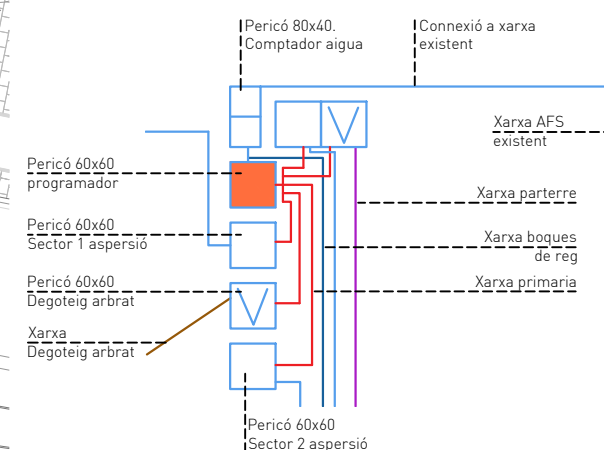 Pericó 80x40.
Comptador aigua
Connexió a xarxa
existent
Xarxa AFS
existent
Pericó 60x60
programador
Xarxa parterre
Pericó 60x60
Sector 1 aspersió
Xarxa boques
de reg
Pericó 60x60
Degoteig arbrat
Xarxa primaria
Xarxa
Degoteig arbrat
Pericó 60x60
Sector 2 aspersió